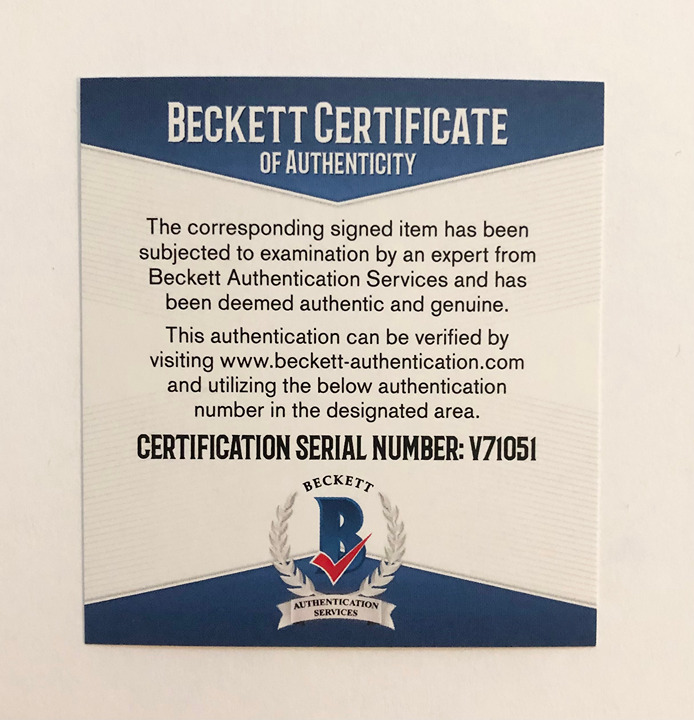 BECKETT CERTIFICATE
OF AUTHENTICITY
The corresponding signed item has been
subjected to examination by an expert from
Beckett Authentication Services and has
been deemed authentic and genuine.
This authentication can be verified by
visiting www.beckett-authentication.com
and utilizing the below authentication
number in the designated area.
CERTIFICATION SERIAL NUMBER: V71051
BECKETT
B
AUTHENTICATION
SERVICES